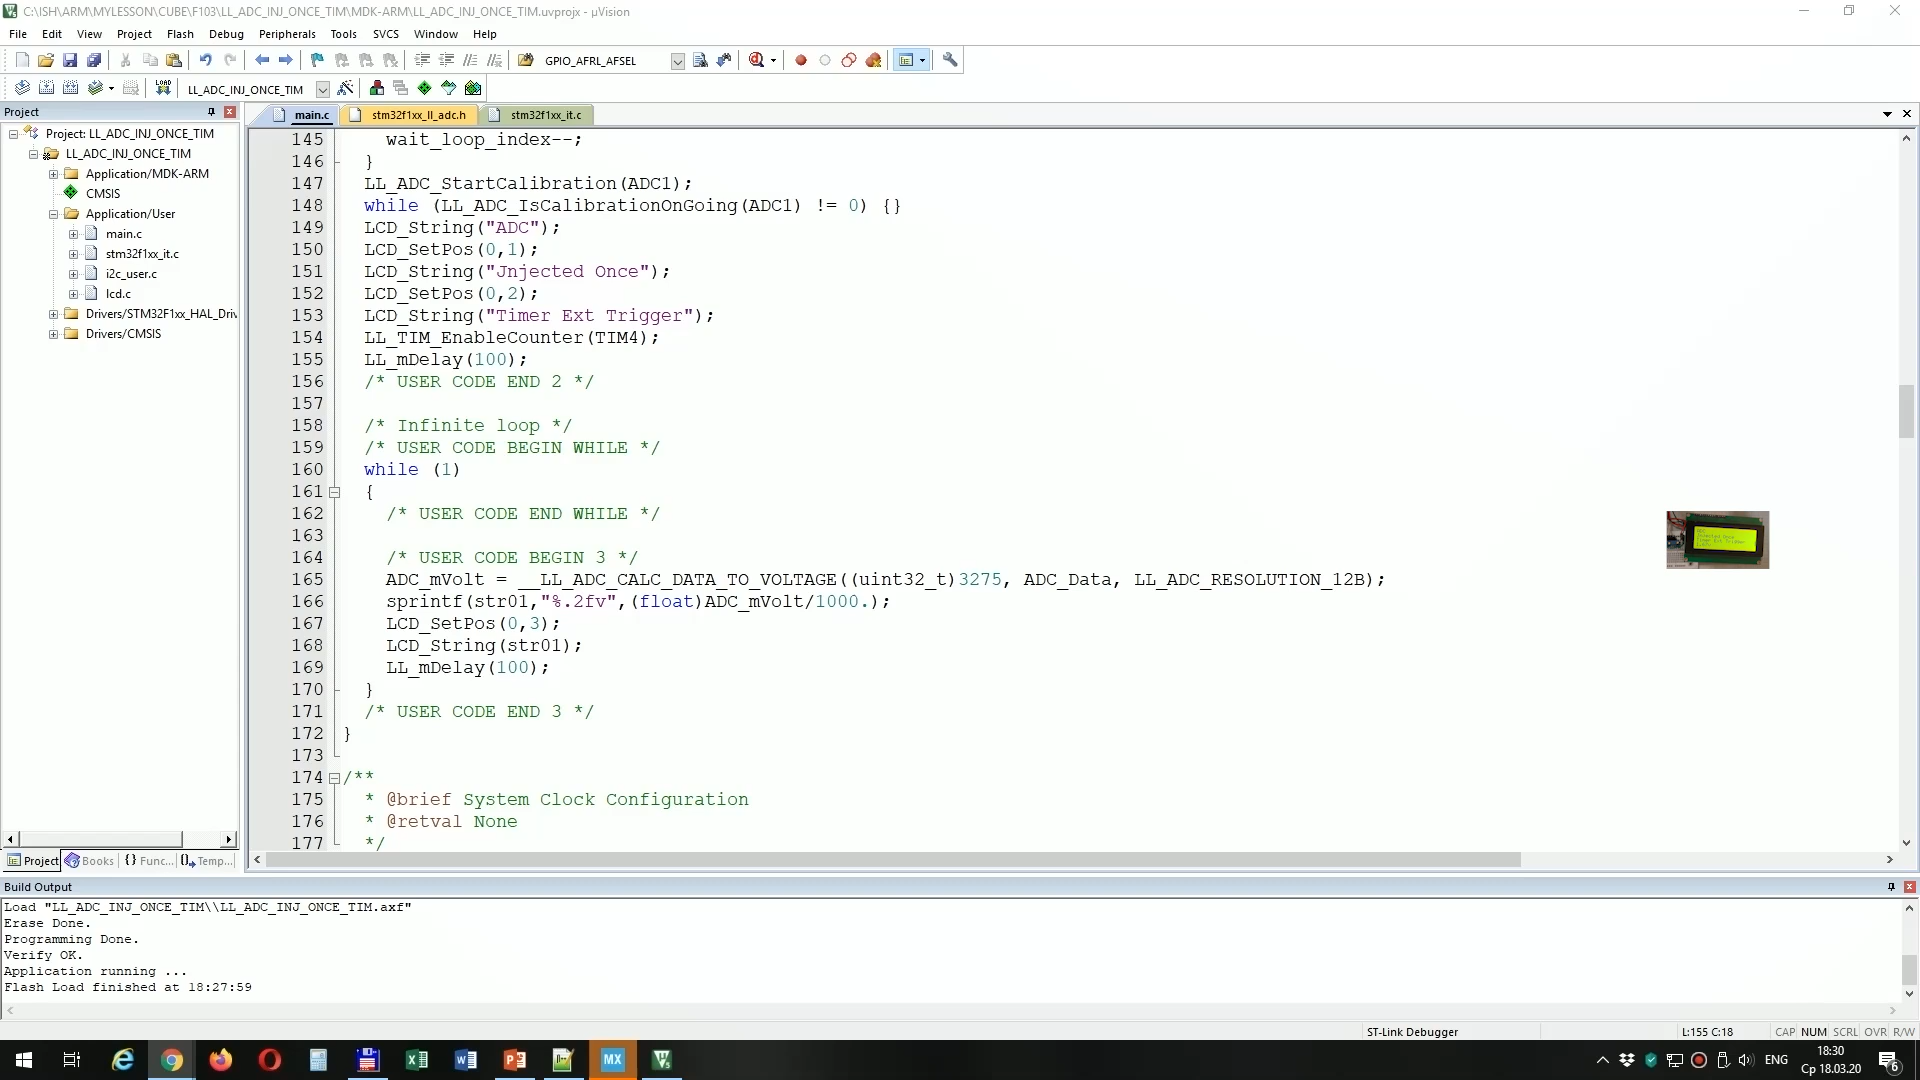 C:\ISH\ARM\MYLESSON\CUBE\F103\LL_ADC_INJ_ONCE_TIM\MDK-ARM\LL_ADC_INJ_ONCE_TIM.uvprojx - µVision
File Edit View Project Flash Debug Peripherals Tools SVCS Window Help
GPIO_AFRL_AFSEL
LOAD LL_ADC_INJ_ONCE_TIM
Project
Project: LL_ADC_INJ_ONCE_TIM
LL_ADC_INJ_ONCE_TIM
Application/MDK-ARM
CMSIS
Application/User
main.c
stm32f1xx_it.c
i2c_user.c
lcd.c
Drivers/STM32F1xx_HAL_Driv
Drivers/CMSIS
Project Books {} Func... Temp...
main.c stm32f1xx_ll_adc.h stm32f1xx_it.c
145 wait_loop_index--;
146 }
147 LL_ADC_StartCalibration(ADC1);
148 while (LL_ADC_IsCalibrationOnGoing(ADC1) != 0) {}
149 LCD_String("ADC");
150 LCD_SetPos(0,1);
151 LCD_String("Jnjected Once");
152 LCD_SetPos(0,2);
153 LCD_String("Timer Ext Trigger");
154 LL_TIM_EnableCounter(TIM4);
155 LL_mDelay(100);
156 /* USER CODE END 2 */
157
158 /* Infinite loop */
159 /* USER CODE BEGIN WHILE */
160 while (1)
161 {
162 /* USER CODE END WHILE */
163
164 /* USER CODE BEGIN 3 */
165 ADC_mVolt = __LL_ADC_CALC_DATA_TO_VOLTAGE((uint32_t)3275, ADC_Data, LL_ADC_RESOLUTION_12B);
166 sprintf(str01,"%.2fv",(float)ADC_mVolt/1000.);
167 LCD_SetPos(0,3);
168 LCD_String(str01);
169 LL_mDelay(100);
170 }
171 /* USER CODE END 3 */
172 }
173
174 /**
175 * @brief System Clock Configuration
176 * @retval None
177 */
Build Output
Load "LL_ADC_INJ_ONCE_TIM\\LL_ADC_INJ_ONCE_TIM.axf"
Erase Done.
Programming Done.
Verify OK.
Application running ...
Flash Load finished at 18:27:59
ST-Link Debugger L:155 C:18 CAP NUM SCRL OVR R/W
MX
ENG
18:30
Ср 18.03.20
6